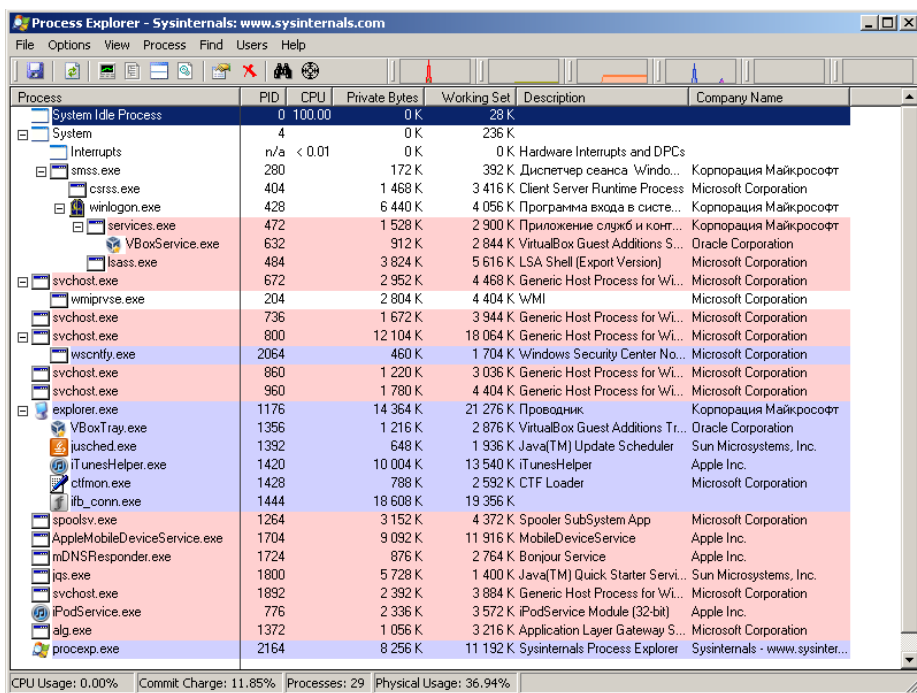 Process Explorer - Sysinternals: www.sysinternals.com
File Options View Process Find Users Help
Process PID CPU Private Bytes Working Set Description Company Name
System Idle Process 0 100.00 0 K 28 K
System 4 0 K 236 K
Interrupts n/a < 0.01 0 K 0 K Hardware Interrupts and DPCs
smss.exe 280 172 K 392 K Диспетчер сеанса Windo... Корпорация Майкрософт
csrss.exe 404 1 468 K 3 416 K Client Server Runtime Process Microsoft Corporation
winlogon.exe 428 6 440 K 4 056 K Программа входа в систе... Корпорация Майкрософт
services.exe 472 1 528 K 2 900 K Приложение служб и конт... Корпорация Майкрософт
VBoxService.exe 632 912 K 2 844 K VirtualBox Guest Additions S... Oracle Corporation
lsass.exe 484 3 824 K 5 616 K LSA Shell (Export Version) Microsoft Corporation
svchost.exe 672 2 952 K 4 468 K Generic Host Process for Wi... Microsoft Corporation
wmiprvse.exe 204 2 804 K 4 404 K WMI Microsoft Corporation
svchost.exe 736 1 672 K 3 944 K Generic Host Process for Wi... Microsoft Corporation
svchost.exe 800 12 104 K 18 064 K Generic Host Process for Wi... Microsoft Corporation
wscntfy.exe 2064 460 K 1 704 K Windows Security Center No... Microsoft Corporation
svchost.exe 860 1 220 K 3 036 K Generic Host Process for Wi... Microsoft Corporation
svchost.exe 960 1 780 K 4 404 K Generic Host Process for Wi... Microsoft Corporation
explorer.exe 1176 14 364 K 21 276 K Проводник Корпорация Майкрософт
VBoxTray.exe 1356 1 216 K 2 876 K VirtualBox Guest Additions Tr... Oracle Corporation
jusched.exe 1392 648 K 1 936 K Java(TM) Update Scheduler Sun Microsystems, Inc.
iTunesHelper.exe 1420 10 004 K 13 540 K iTunesHelper Apple Inc.
ctfmon.exe 1428 788 K 2 592 K CTF Loader Microsoft Corporation
ifb_conn.exe 1444 18 608 K 19 356 K
spoolsv.exe 1264 3 152 K 4 372 K Spooler SubSystem App Microsoft Corporation
AppleMobileDeviceService.exe 1704 9 092 K 11 916 K MobileDeviceService Apple Inc.
mDNSResponder.exe 1724 876 K 2 764 K Bonjour Service Apple Inc.
jqs.exe 1800 5 728 K 1 400 K Java(TM) Quick Starter Servi... Sun Microsystems, Inc.
svchost.exe 1892 2 392 K 3 884 K Generic Host Process for Wi... Microsoft Corporation
iPodService.exe 776 2 336 K 3 572 K iPodService Module (32-bit) Apple Inc.
alg.exe 1372 1 056 K 3 216 K Application Layer Gateway S... Microsoft Corporation
procexp.exe 2164 8 256 K 11 192 K Sysinternals Process Explorer Sysinternals - www.sysinter...
CPU Usage: 0.00% Commit Charge: 11.85% Processes: 29 Physical Usage: 36.94%